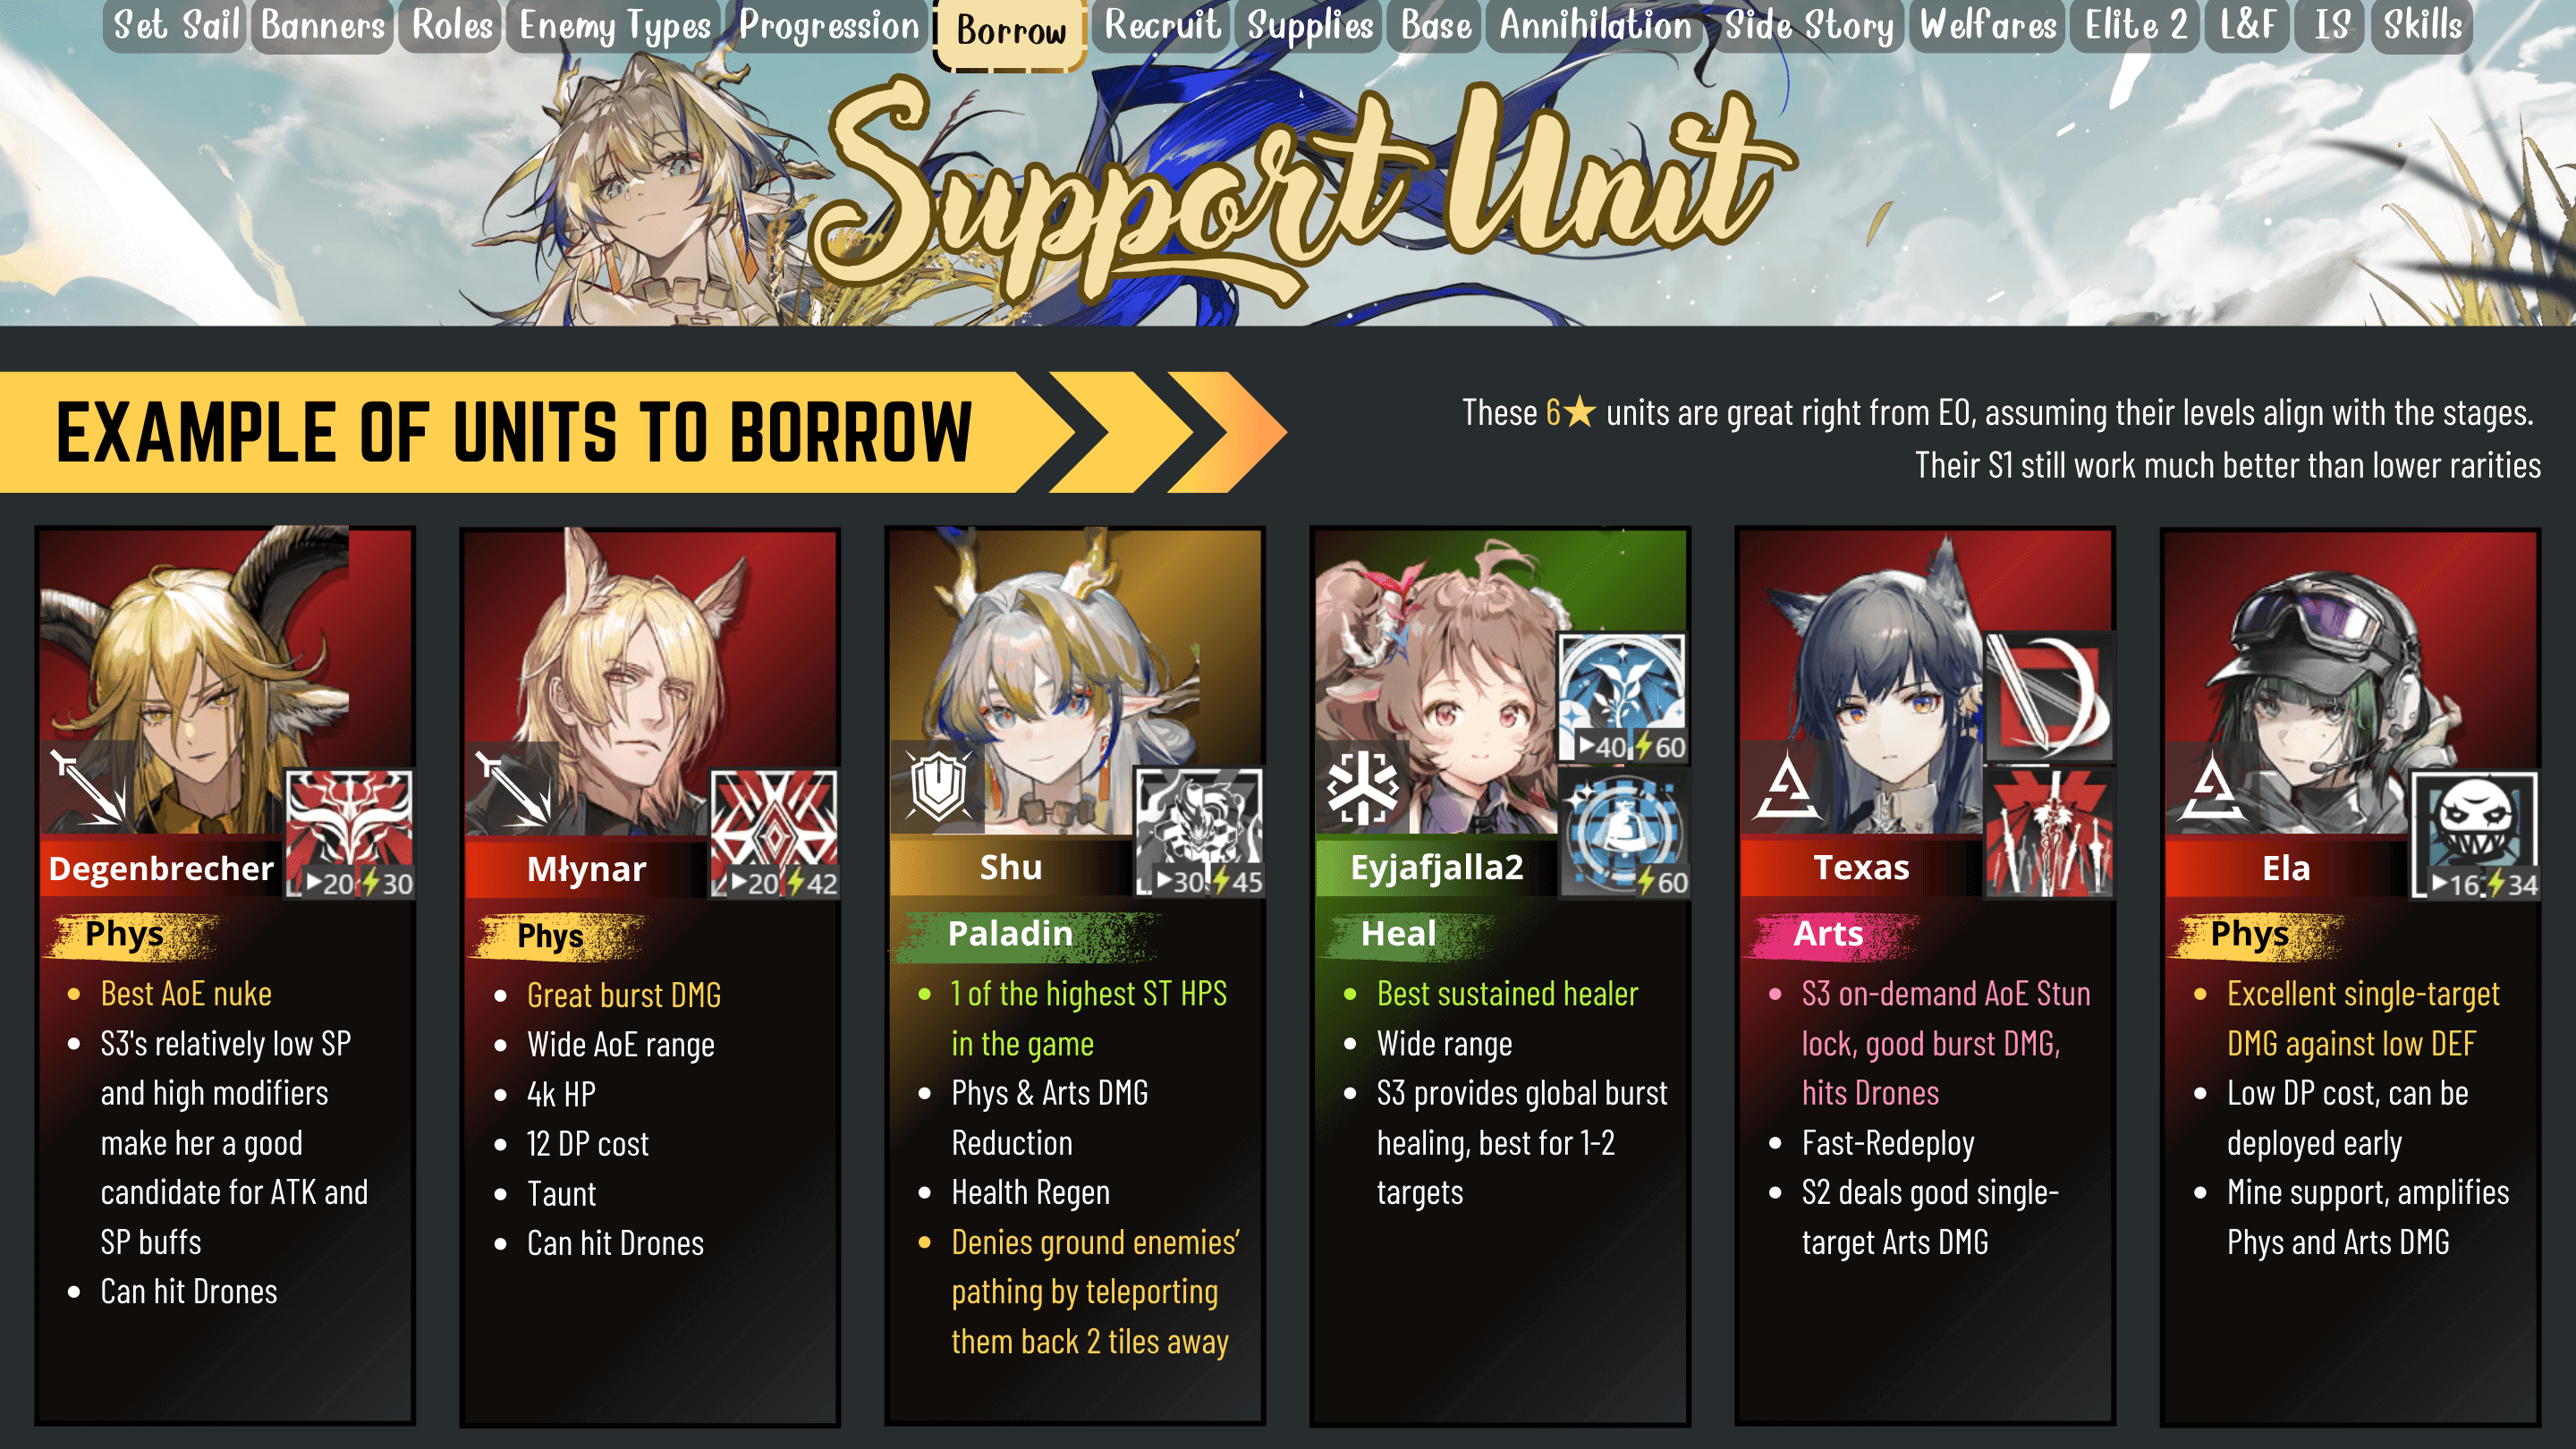 Set Sail
Banners
Roles
Enemy Types
Progression
Borrow
Recruit
Supplies
Base
Annihilation
Side Story
Welfares
Elite 2
L&F
IS
Skills
Support Unit
EXAMPLE OF UNITS TO BORROW
These 6★ units are great right from E0, assuming their levels align with the stages.
Their S1 still work much better than lower rarities
▶20 ⚡30
Degenbrecher
Phys
• Best AoE nuke
• S3's relatively low SP
and high modifiers
make her a good
candidate for ATK and
SP buffs
• Can hit Drones
▶20 ⚡42
Młynar
Phys
• Great burst DMG
• Wide AoE range
• 4k HP
• 12 DP cost
• Taunt
• Can hit Drones
▶30 ⚡45
Shu
Paladin
• 1 of the highest ST HPS
in the game
• Phys & Arts DMG
Reduction
• Health Regen
• Denies ground enemies’
pathing by teleporting
them back 2 tiles away
▶40 ⚡60
⚡60
Eyjafjalla2
Heal
• Best sustained healer
• Wide range
• S3 provides global burst
healing, best for 1-2
targets
Texas
Arts
• S3 on-demand AoE Stun
lock, good burst DMG,
hits Drones
• Fast-Redeploy
• S2 deals good single-
target Arts DMG
▶16 ⚡34
Ela
Phys
• Excellent single-target
DMG against low DEF
• Low DP cost, can be
deployed early
• Mine support, amplifies
Phys and Arts DMG